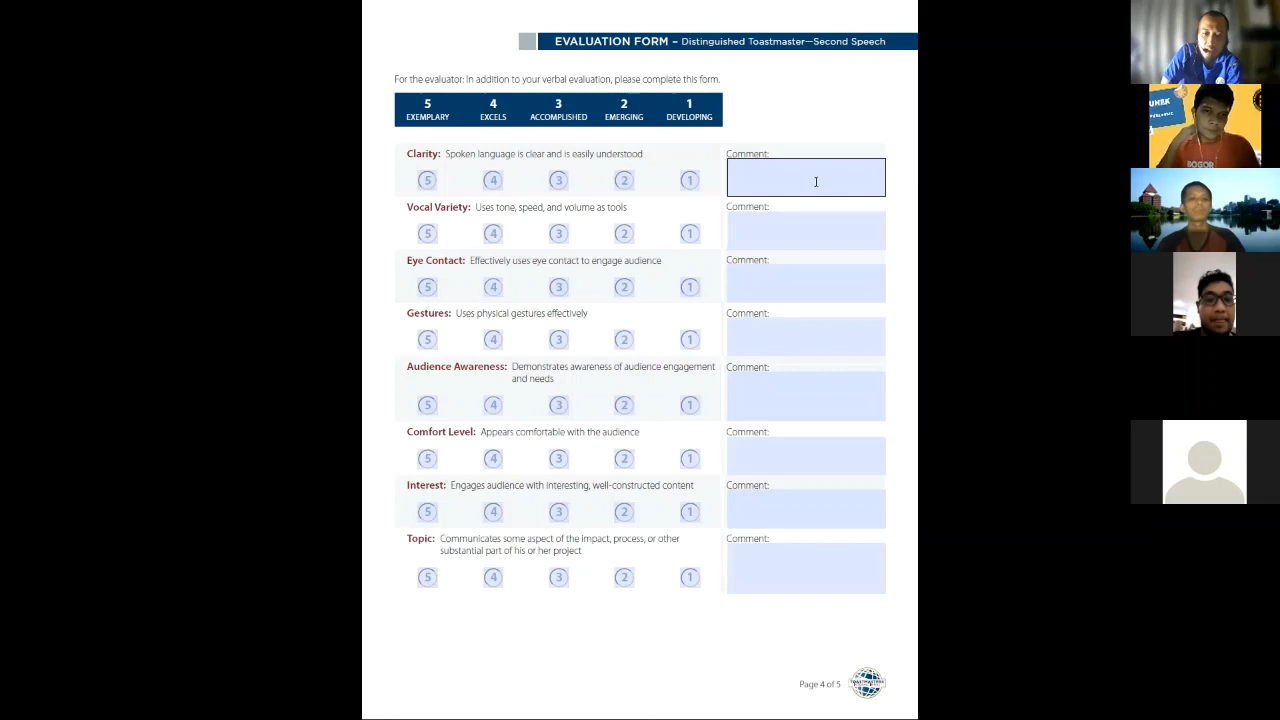 EVALUATION FORM – Distinguished Toastmaster—Second Speech
For the evaluator: In addition to your verbal evaluation, please complete this form.
5 4 3 2 1
EXEMPLARY EXCELS ACCOMPLISHED EMERGING DEVELOPING
Clarity: Spoken language is clear and is easily understood
Comment:
5 4 3 2 1
Vocal Variety: Uses tone, speed, and volume as tools
Comment:
5 4 3 2 1
Eye Contact: Effectively uses eye contact to engage audience
Comment:
5 4 3 2 1
Gestures: Uses physical gestures effectively
Comment:
5 4 3 2 1
Audience Awareness: Demonstrates awareness of audience engagement
and needs
Comment:
5 4 3 2 1
Comfort Level: Appears comfortable with the audience
Comment:
5 4 3 2 1
Interest: Engages audience with interesting, well-constructed content
Comment:
5 4 3 2 1
Topic: Communicates some aspect of the impact, process, or other
substantial part of his or her project
Comment:
5 4 3 2 1
Page 4 of 5
TOASTMASTERS
BOGOR